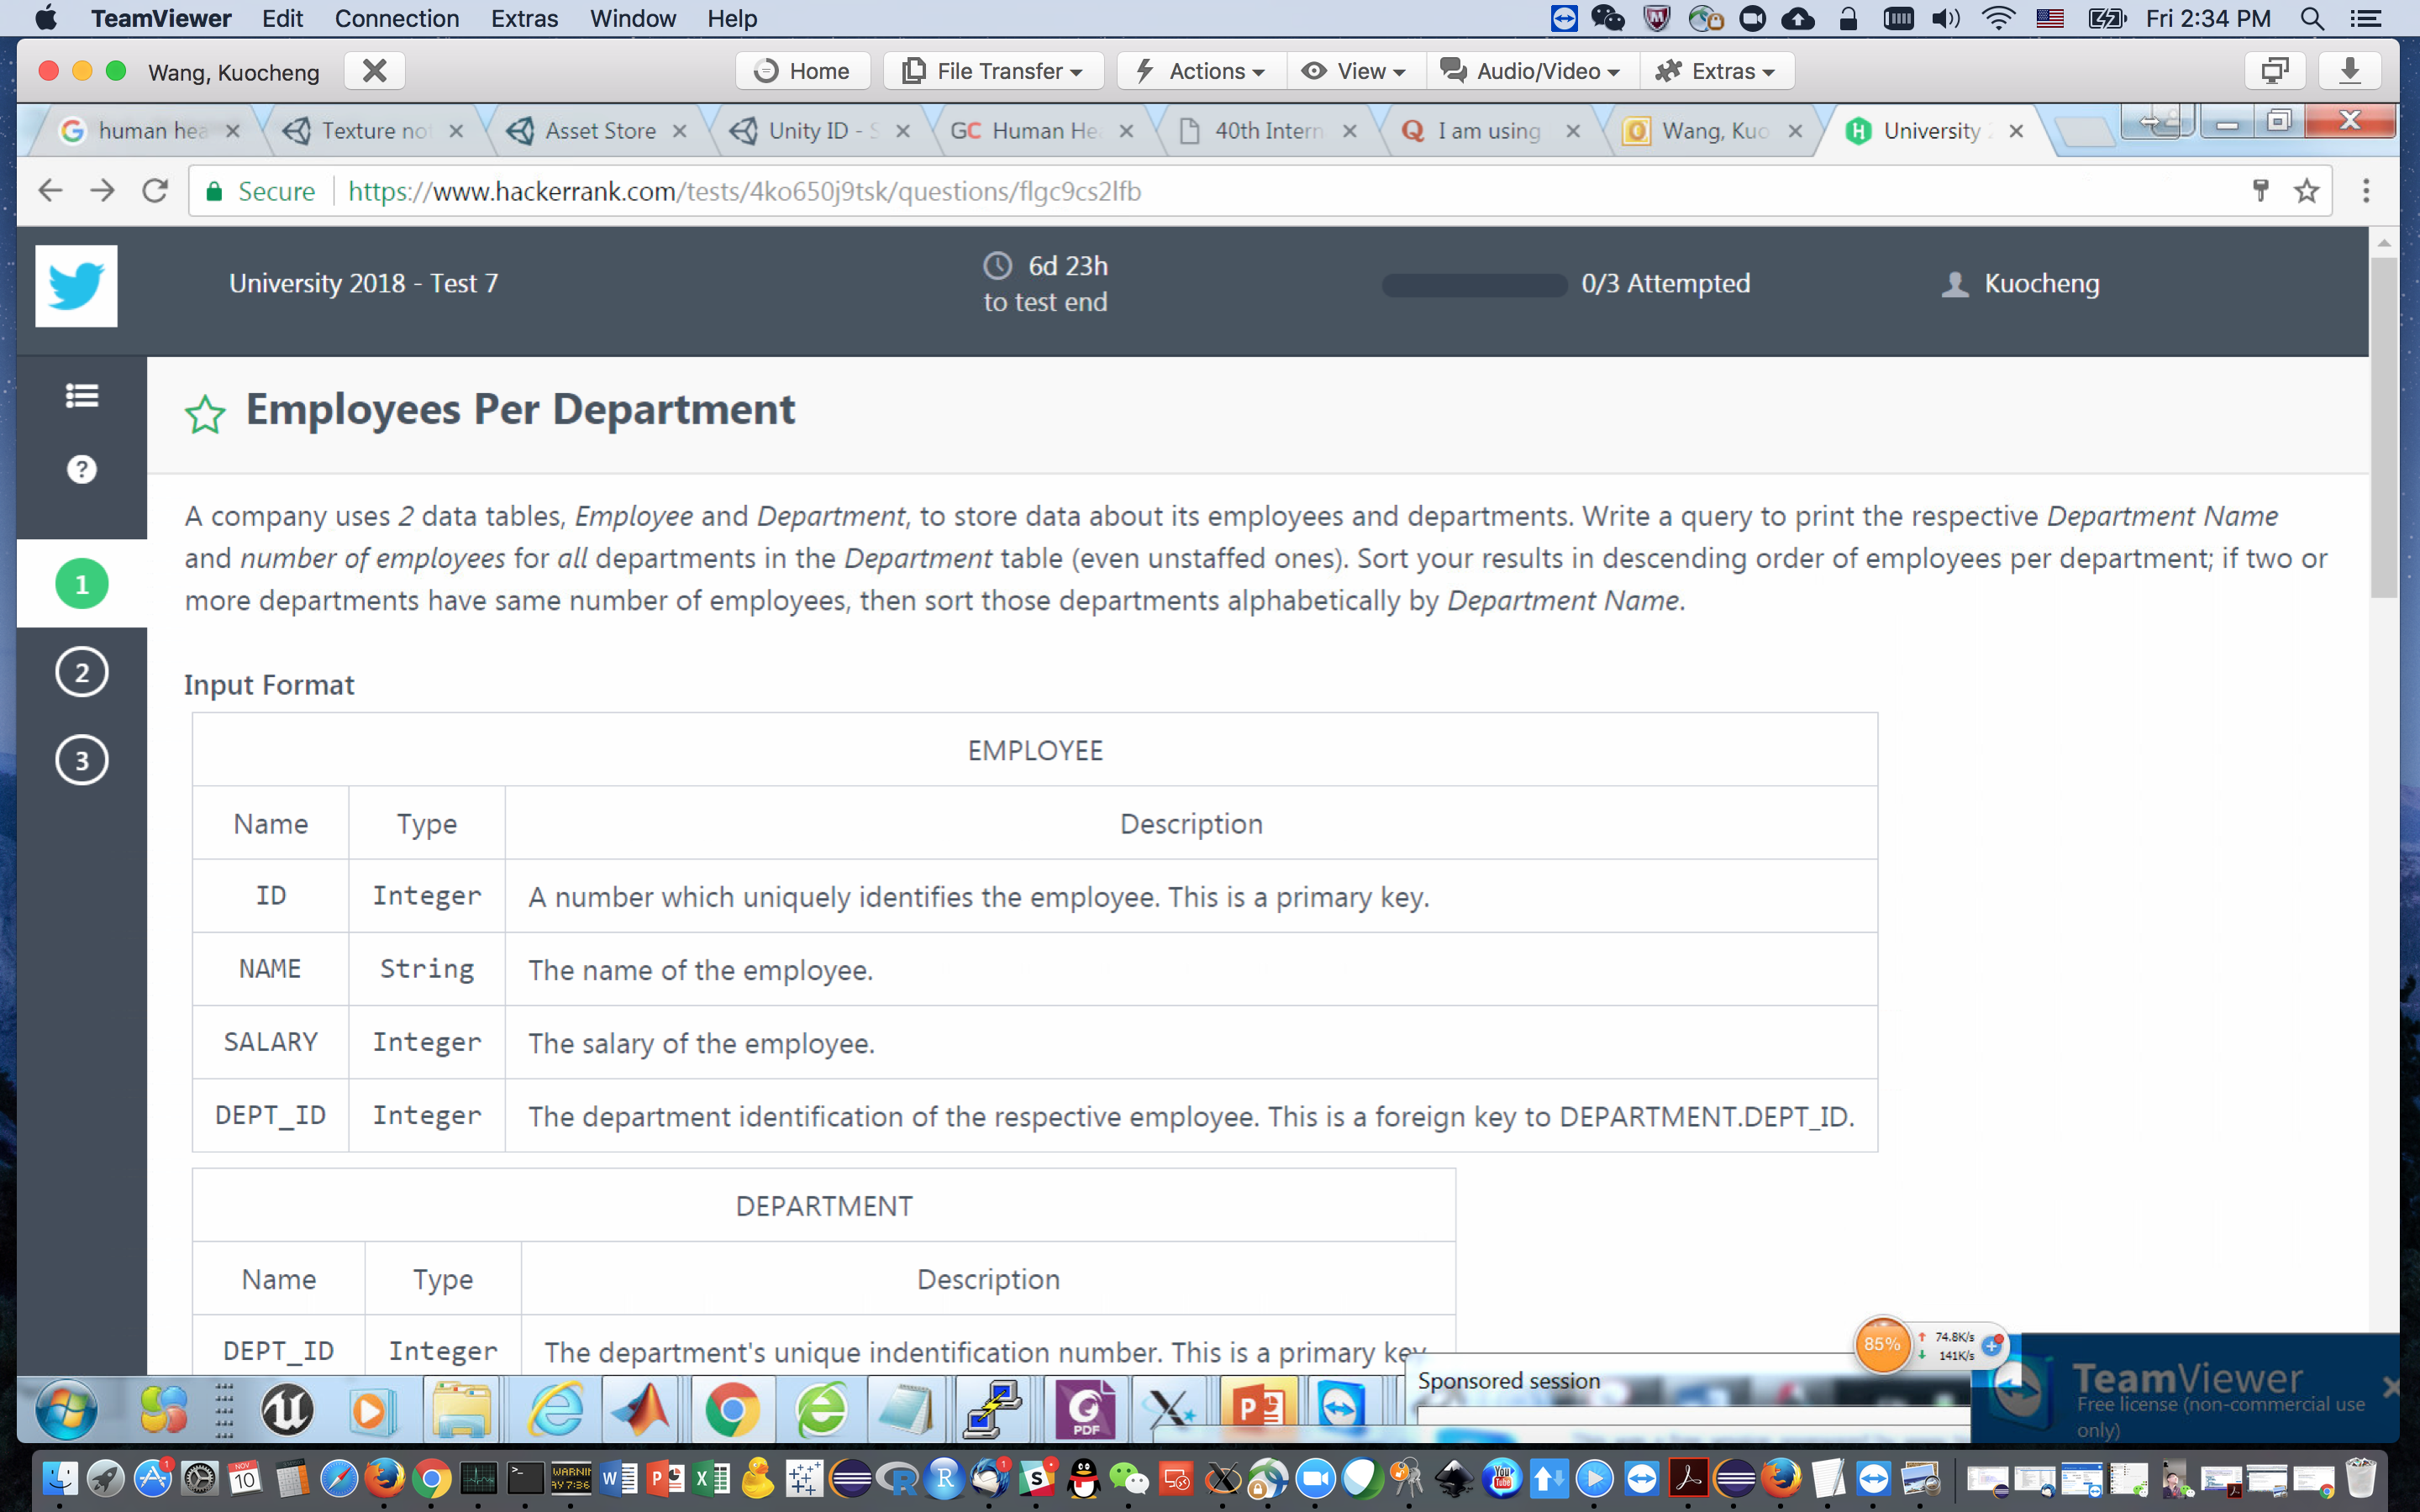 TeamViewer Edit Connection Extras Window Help Fri 2:34 PM
Wang, Kuocheng Home File Transfer Actions View Audio/Video Extras
human hea Texture no Asset Store Unity ID - S GC Human He 40th Intern I am using Wang, Kuo University
Secure https://www.hackerrank.com/tests/4ko650j9tsk/questions/flgc9cs2lfb
University 2018 - Test 7
6d 23h
to test end
0/3 Attempted
Kuocheng
Employees Per Department
A company uses 2 data tables, Employee and Department, to store data about its employees and departments. Write a query to print the respective Department Name
and number of employees for all departments in the Department table (even unstaffed ones). Sort your results in descending order of employees per department; if two or
more departments have same number of employees, then sort those departments alphabetically by Department Name.
1
2
3
Input Format
EMPLOYEE
Name Type Description
ID Integer A number which uniquely identifies the employee. This is a primary key.
NAME String The name of the employee.
SALARY Integer The salary of the employee.
DEPT_ID Integer The department identification of the respective employee. This is a foreign key to DEPARTMENT.DEPT_ID.
DEPARTMENT
Name Type Description
DEPT_ID Integer The department's unique indentification number. This is a primary key
85% 74.8K/s
141K/s
Sponsored session
TeamViewer
Free license (non-commercial use
only)
PDF
NOV
10